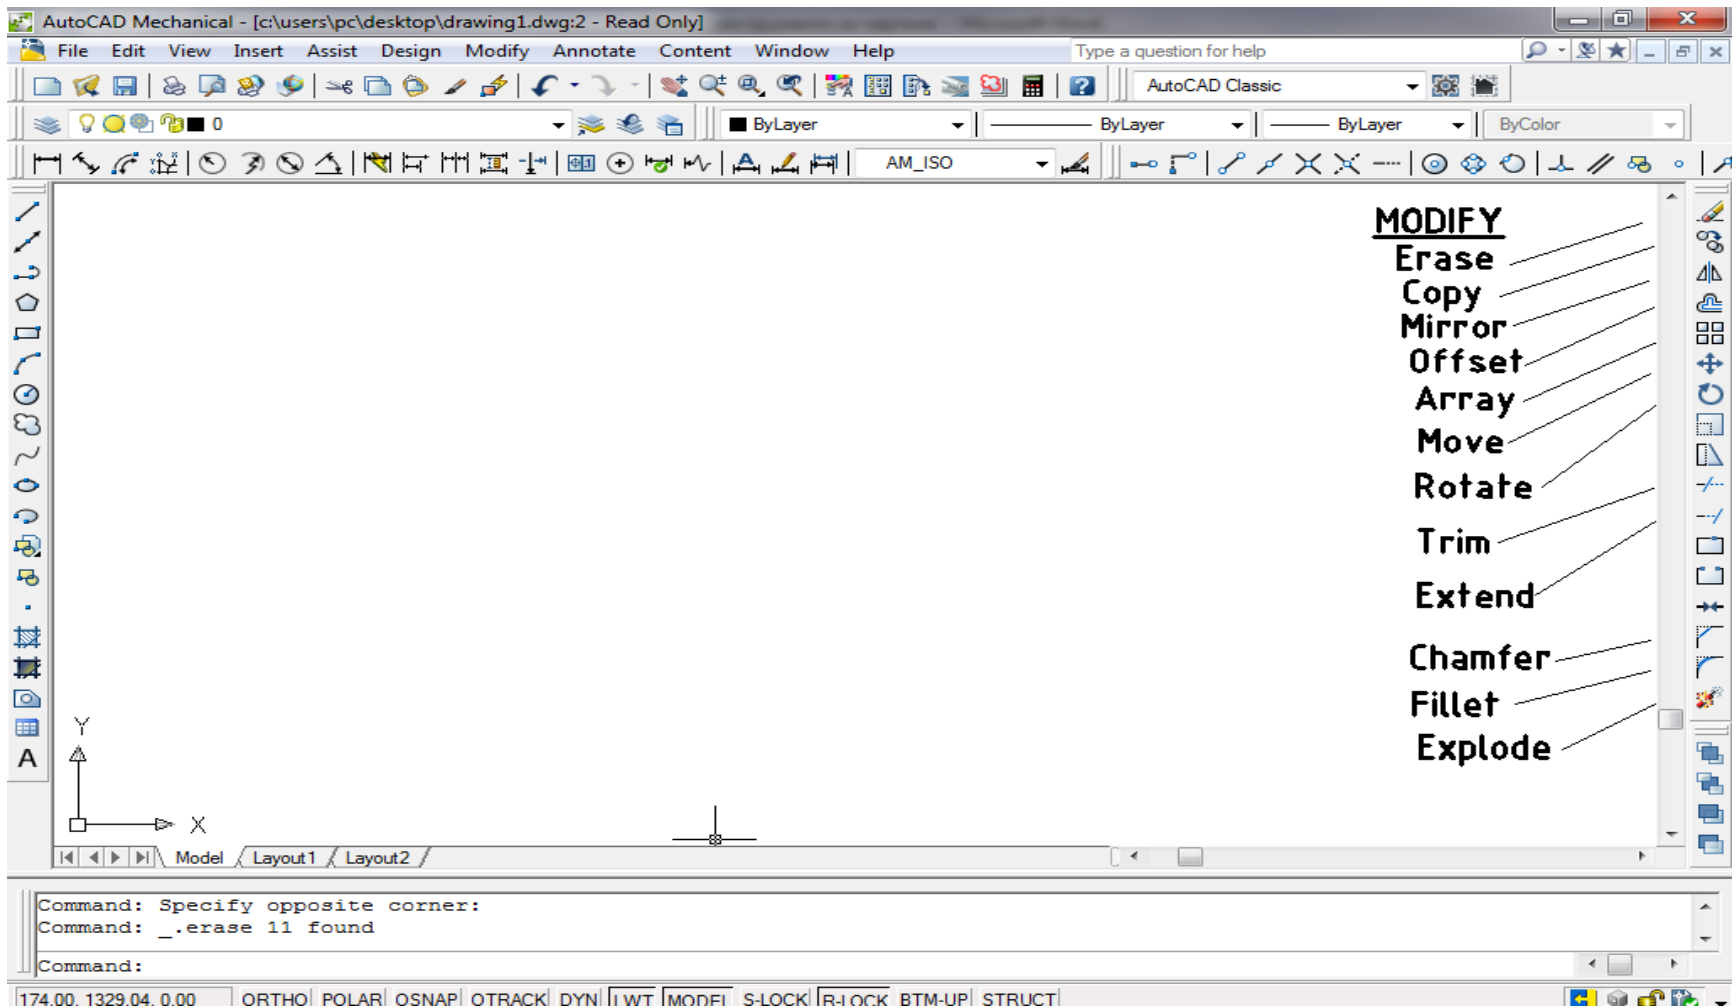 AutoCAD Mechanical - [c:\users\pc\desktop\drawing1.dwg:2 - Read Only]
File Edit View Insert Assist Design Modify Annotate Content Window Help Type a question for help
AutoCAD Classic
0 ByLayer ByLayer ByLayer ByColor
AM_ISO
MODIFY
Erase
Copy
Mirror
Offset
Array
Move
Rotate
Trim
Extend
Chamfer
Fillet
Explode
A
Y
X
Model Layout1 Layout2
Command: Specify opposite corner:
Command: _.erase 11 found
Command:
174.00, 1329.04, 0.00 ORTHO POLAR OSNAP OTRACK DYN LWT MODEL S-LOCK R-LOCK BTM-UP STRUCT